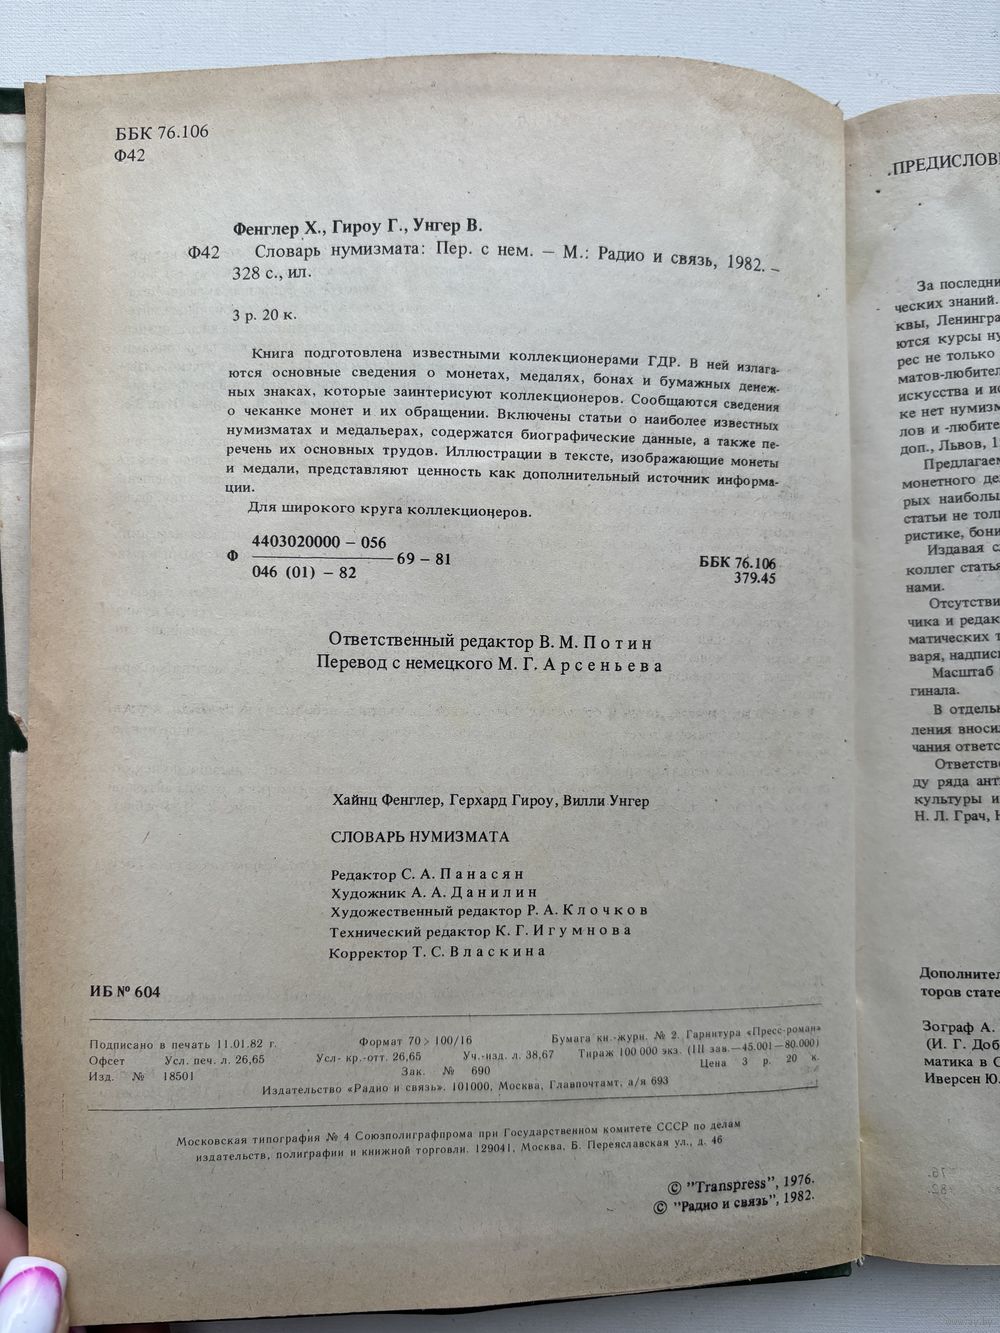 ББК 76.106
Ф42
Фенглер Х., Гироу Г., Унгер В.
Ф42 Словарь нумизмата: Пер. с нем. – М.: Радио и связь, 1982. –
328 с., ил.
3 р. 20 к.
Книга подготовлена известными коллекционерами ГДР. В ней излага-
ются основные сведения о монетах, медалях, бонах и бумажных денеж-
ных знаках, которые заинтерисуют коллекционеров. Сообщаются сведения
о чеканке монет и их обращении. Включены статьи о наиболее известных
нумизматах и медальерах, содержатся биографические данные, а также пе-
речень их основных трудов. Иллюстрации в тексте, изображающие монеты
и медали, представляют ценность как дополнительный источник информа-
ции.
Для широкого круга коллекционеров.
4403020000 – 056
Ф 69 – 81
046 (01) – 82
ББК 76.106
379.45
Ответственный редактор В. М. Потин
Перевод с немецкого М. Г. Арсеньева
Хайнц Фенглер, Герхард Гироу, Вилли Унгер
СЛОВАРЬ НУМИЗМАТА
Редактор С. А. Панасян
Художник А. А. Данилин
Художественный редактор Р. А. Клочков
Технический редактор К. Г. Игумнова
Корректор Т. С. Власкина
ИБ № 604
Подписано в печать 11.01.82 г. Формат 70 > 100/16 Бумага кн.-журн. № 2 Гарнитура «Пресс-роман»
Офсет Усл. печ. л. 26,65 Усл- кр.-отт. 26,65 Уч.-изд. л. 38,67 Тираж 100 000 экз. (III зав.—45.001—80.000)
Изд. № 18501 Зак. № 690 Цена 3 р. 20 к.
Издательство «Радио и связь». 101000, Москва, Главпочтамт, а/я 693
Московская типография № 4 Союзполиграфпрома при Государственном комитете СССР по делам
издательств, полиграфии и книжной торговли. 129041, Москва, Б. Переяславская ул., д. 46
© "Transpress", 1976.
© "Радио и связь", 1982.
ПРЕДИСЛОВ
За последни
ческих знаний.
квы, Ленингра
ются курсы ну
рес не только
матов-любител
искусства и ис
ке нет нумизм
лов и -любите
доп., Львов, 1
Предлагаем
монетного де
рых наиболь
статьи не толь
ристике, бони
Издавая с
коллег стать
нами.
Отсутстви
чика и редак
матических т
варя, надпис
Масштаб
гинала.
В отдель
ления вноси
чания ответс
Ответств
ду ряда ант
культуры и
Н. Л. Грач, Н
Дополнител
торов стате
Зограф А.
(И. Г. Доб
матика в С
Иверсен Ю.